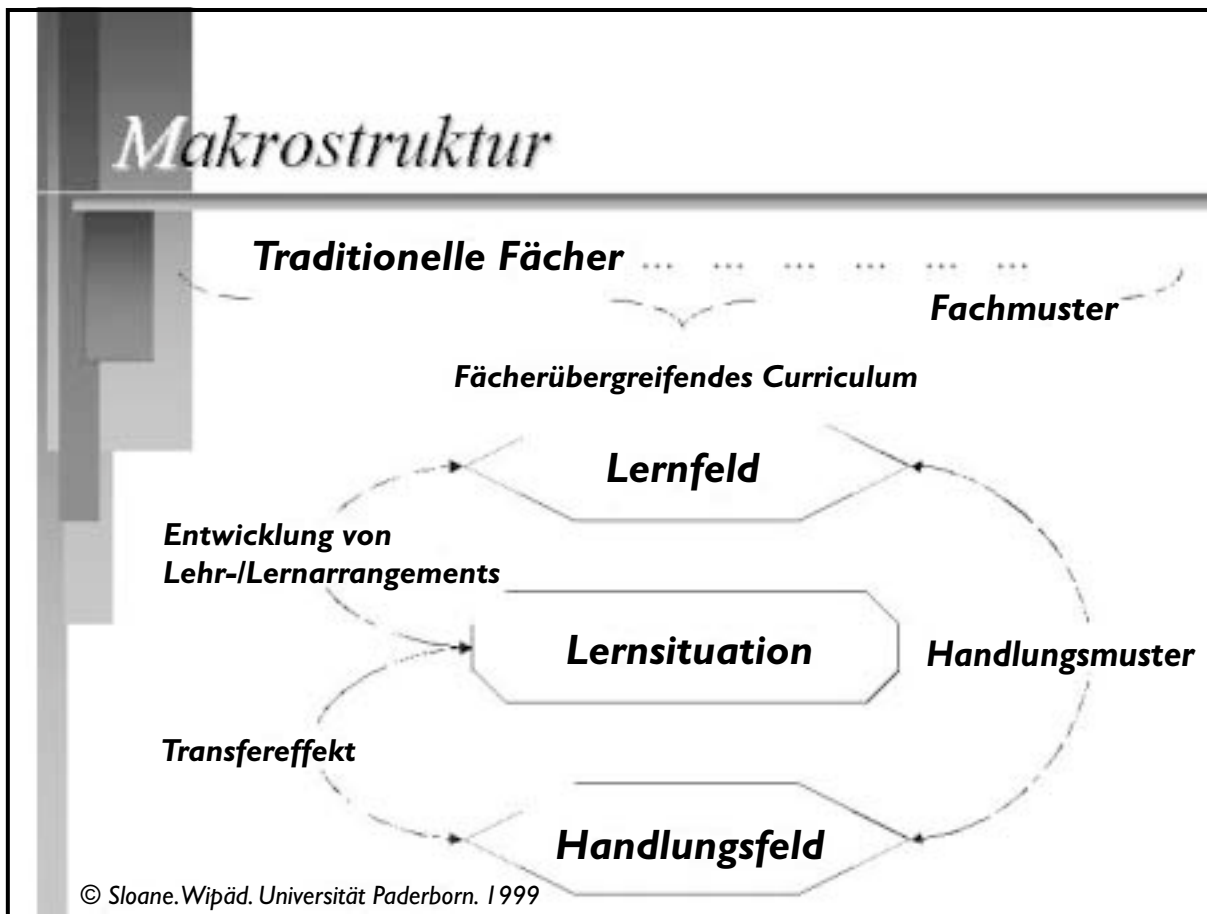 Makrostruktur
Traditionelle Fächer ... ... ... ... ... ...
Fachmuster
Fächerübergreifendes Curriculum
Lernfeld
Entwicklung von
Lehr-/Lernarrangements
Lernsituation
Handlungsmuster
Transfereffekt
Handlungsfeld
© Sloane.Wipäd. Universität Paderborn. 1999